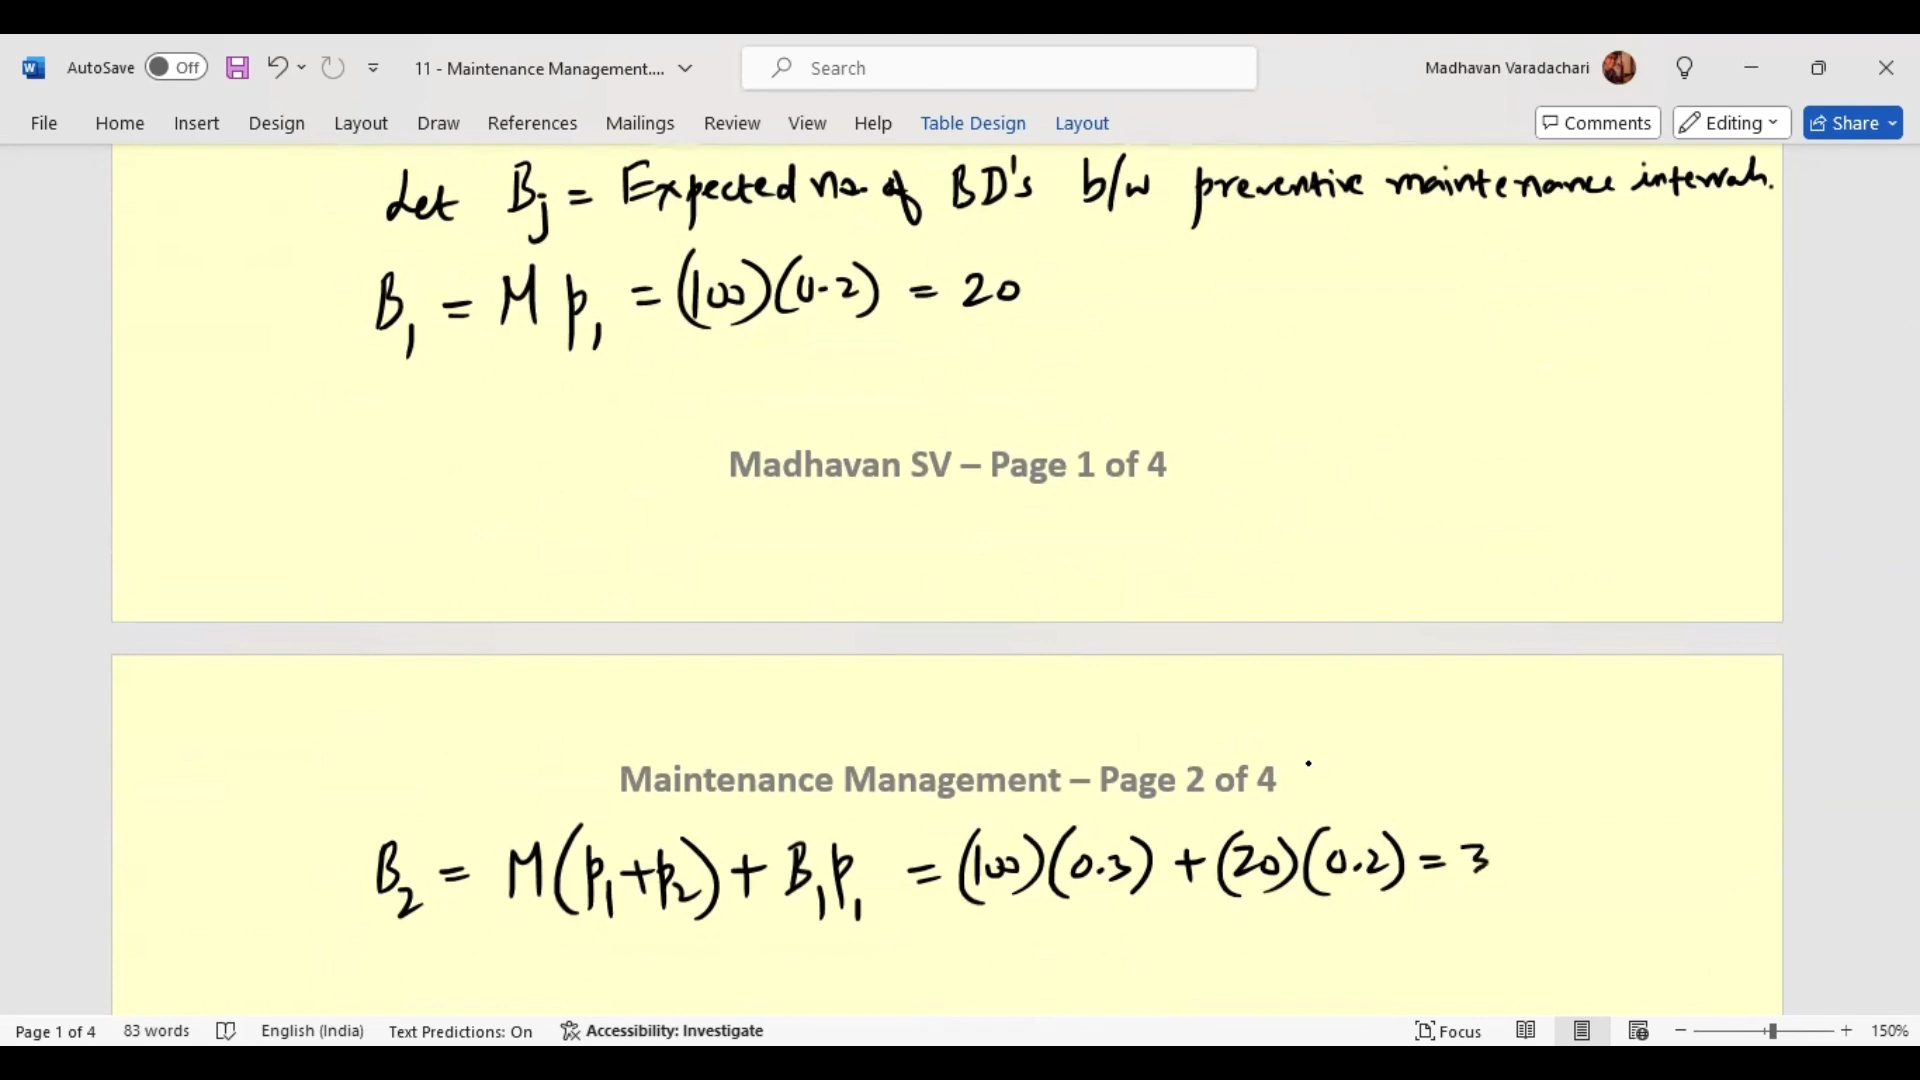 AutoSave Off 11 - Maintenance Management.... Search Madhavan Varadachari
File Home Insert Design Layout Draw References Mailings Review View Help Table Design Layout Comments Editing Share
Let Bj = Expected no. of BD's b/w preventive maintenance intervals.
B₁ = M p₁ = (100)(0.2) = 20
Madhavan SV – Page 1 of 4
Maintenance Management – Page 2 of 4
B₂ = M(p₁+p₂) + B₁p₁ = (100)(0.3) + (20)(0.2) = 3
Page 1 of 4 83 words English (India) Text Predictions: On Accessibility: Investigate Focus 150%